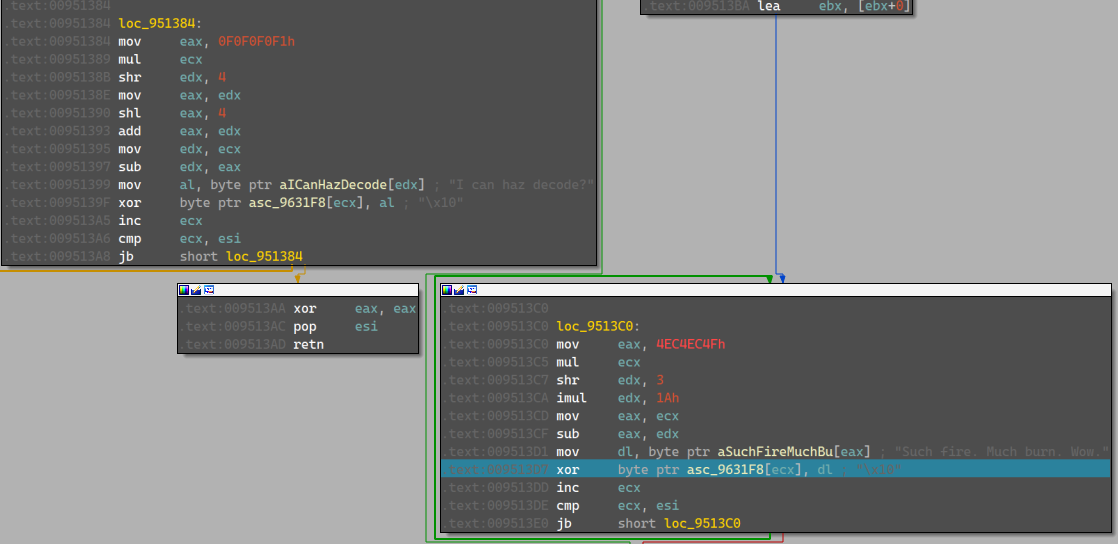 .text:00951384
.text:00951384 loc_951384:
.text:00951384 mov eax, 0F0F0F0F1h
.text:00951389 mul ecx
.text:0095138B shr edx, 4
.text:0095138E mov eax, edx
.text:00951390 shl eax, 4
.text:00951393 add eax, edx
.text:00951395 mov edx, ecx
.text:00951397 sub edx, eax
.text:00951399 mov al, byte ptr aICanHazDecode[edx] ; "I can haz decode?"
.text:0095139F xor byte ptr asc_9631F8[ecx], al ; "\x10"
.text:009513A5 inc ecx
.text:009513A6 cmp ecx, esi
.text:009513A8 jb short loc_951384
.text:009513AA xor eax, eax
.text:009513AC pop esi
.text:009513AD retn
.text:009513BA lea ebx, [ebx+0]
.text:009513C0
.text:009513C0 loc_9513C0:
.text:009513C0 mov eax, 4EC4EC4Fh
.text:009513C5 mul ecx
.text:009513C7 shr edx, 3
.text:009513CA imul edx, 1Ah
.text:009513CD mov eax, ecx
.text:009513CF sub eax, edx
.text:009513D1 mov dl, byte ptr aSuchFireMuchBu[eax] ; "Such fire. Much burn. Wow."
.text:009513D7 xor byte ptr asc_9631F8[ecx], dl ; "\x10"
.text:009513DD inc ecx
.text:009513DE cmp ecx, esi
.text:009513E0 jb short loc_9513C0